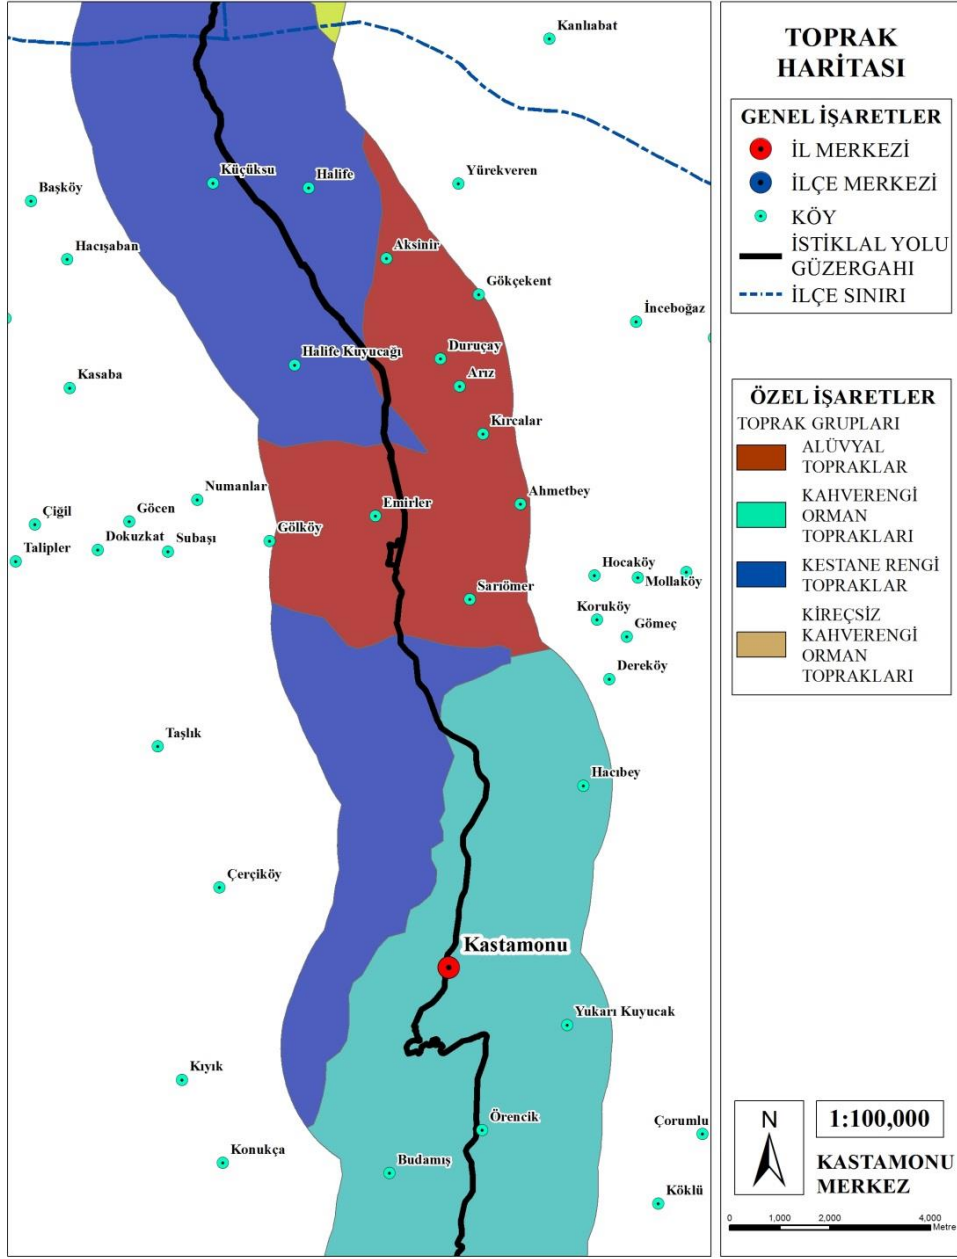 Kanlıabat
Yürekveren
Küçüksu
Halife
Başköy
Hacışaban
Aksinir
Gökçekent
İnceboğaz
Halife Kuyucağı
Duruçay
Arız
Kasaba
Kırcalar
Numanlar
Emirler
Ahmetbey
Çiğil
Göcen
Gölköy
Talipler
Dokuzkat
Subaşı
Hocaköy
Mollaköy
Sarıömer
Koruköy
Gömeç
Dereköy
Taşlık
Hacıbey
Çerçiköy
Kastamonu
Yukarı Kuyucak
Kıyık
Örencik
Çorumlu
Konukça
Budamış
Köklü
TOPRAK
HARİTASI
GENEL İŞARETLER
İL MERKEZİ
İLÇE MERKEZİ
KÖY
İSTİKLAL YOLU
GÜZERGAHI
İLÇE SINIRI
ÖZEL İŞARETLER
TOPRAK GRUPLARI
ALÜVYAL
TOPRAKLAR
KAHVERENGİ
ORMAN
TOPRAKLARI
KESTANE RENGİ
TOPRAKLAR
KİREÇSİZ
KAHVERENGİ
ORMAN
TOPRAKLARI
N
1:100,000
KASTAMONU
MERKEZ
0 1,000 2,000 4,000
Metre